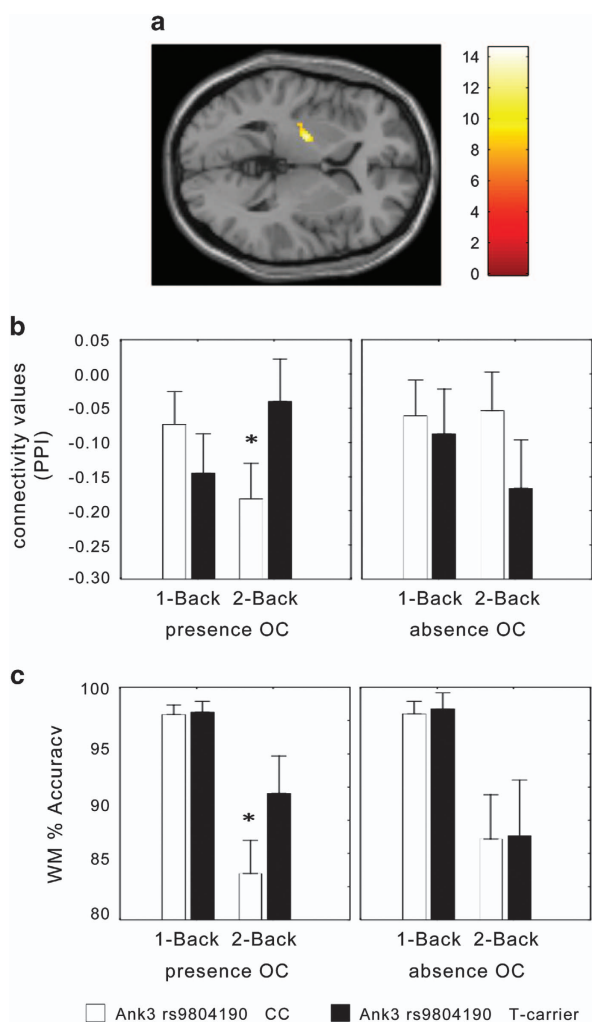 a
14
12
10
8
6
4
2
0
b
connectivity values
(PPI)
0.05
0.00
-0.05
-0.10
-0.15
-0.20
-0.25
-0.30
*
1-Back 2-Back
presence OC
1-Back 2-Back
absence OC
c
WM % Accuracy
100
95
90
85
80
*
1-Back 2-Back
presence OC
1-Back 2-Back
absence OC
Ank3 rs9804190 CC
Ank3 rs9804190 T-carrier